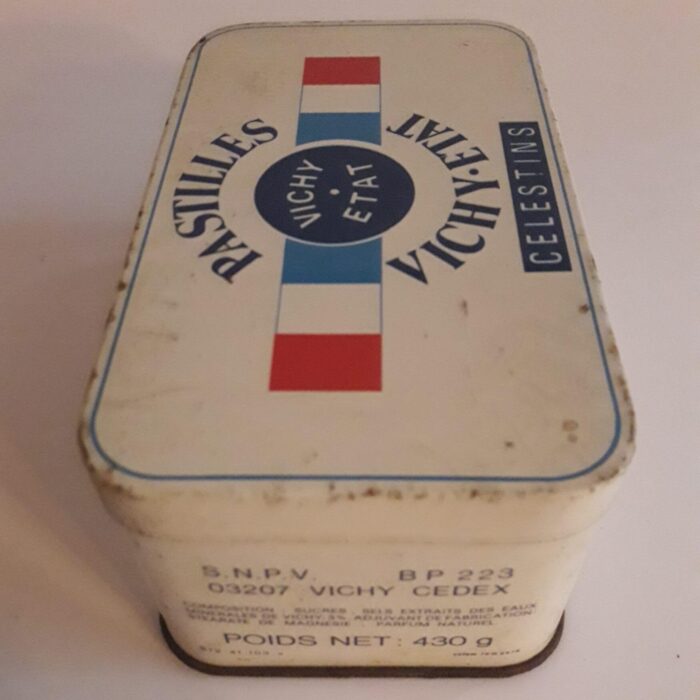 PASTILLES
VICHY • ETAT
VICHY•ETAT
CELESTINS
S.N.P.V. BP 223
03207 VICHY CEDEX
COMPOSITION : SUCRES, SELS EXTRAITS DES EAUX
MINERALES DE VICHY: 3% ADJUVANT DE FABRICATION:
STEARATE DE MAGNESIE PARFUM NATUREL
POIDS NET: 430 g